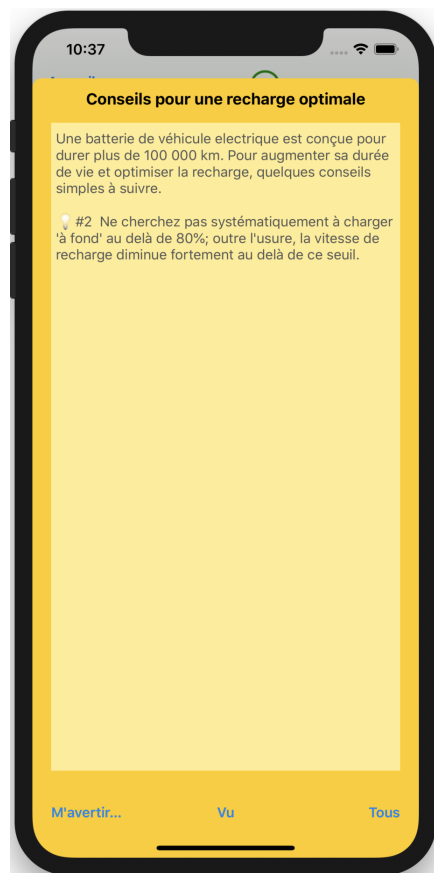 10:37
Conseils pour une recharge optimale
Une batterie de véhicule electrique est conçue pour
durer plus de 100 000 km. Pour augmenter sa durée
de vie et optimiser la recharge, quelques conseils
simples à suivre.
💡 #2 Ne cherchez pas systématiquement à charger
'à fond' au delà de 80%; outre l'usure, la vitesse de
recharge diminue fortement au delà de ce seuil.
M'avertir... Vu Tous